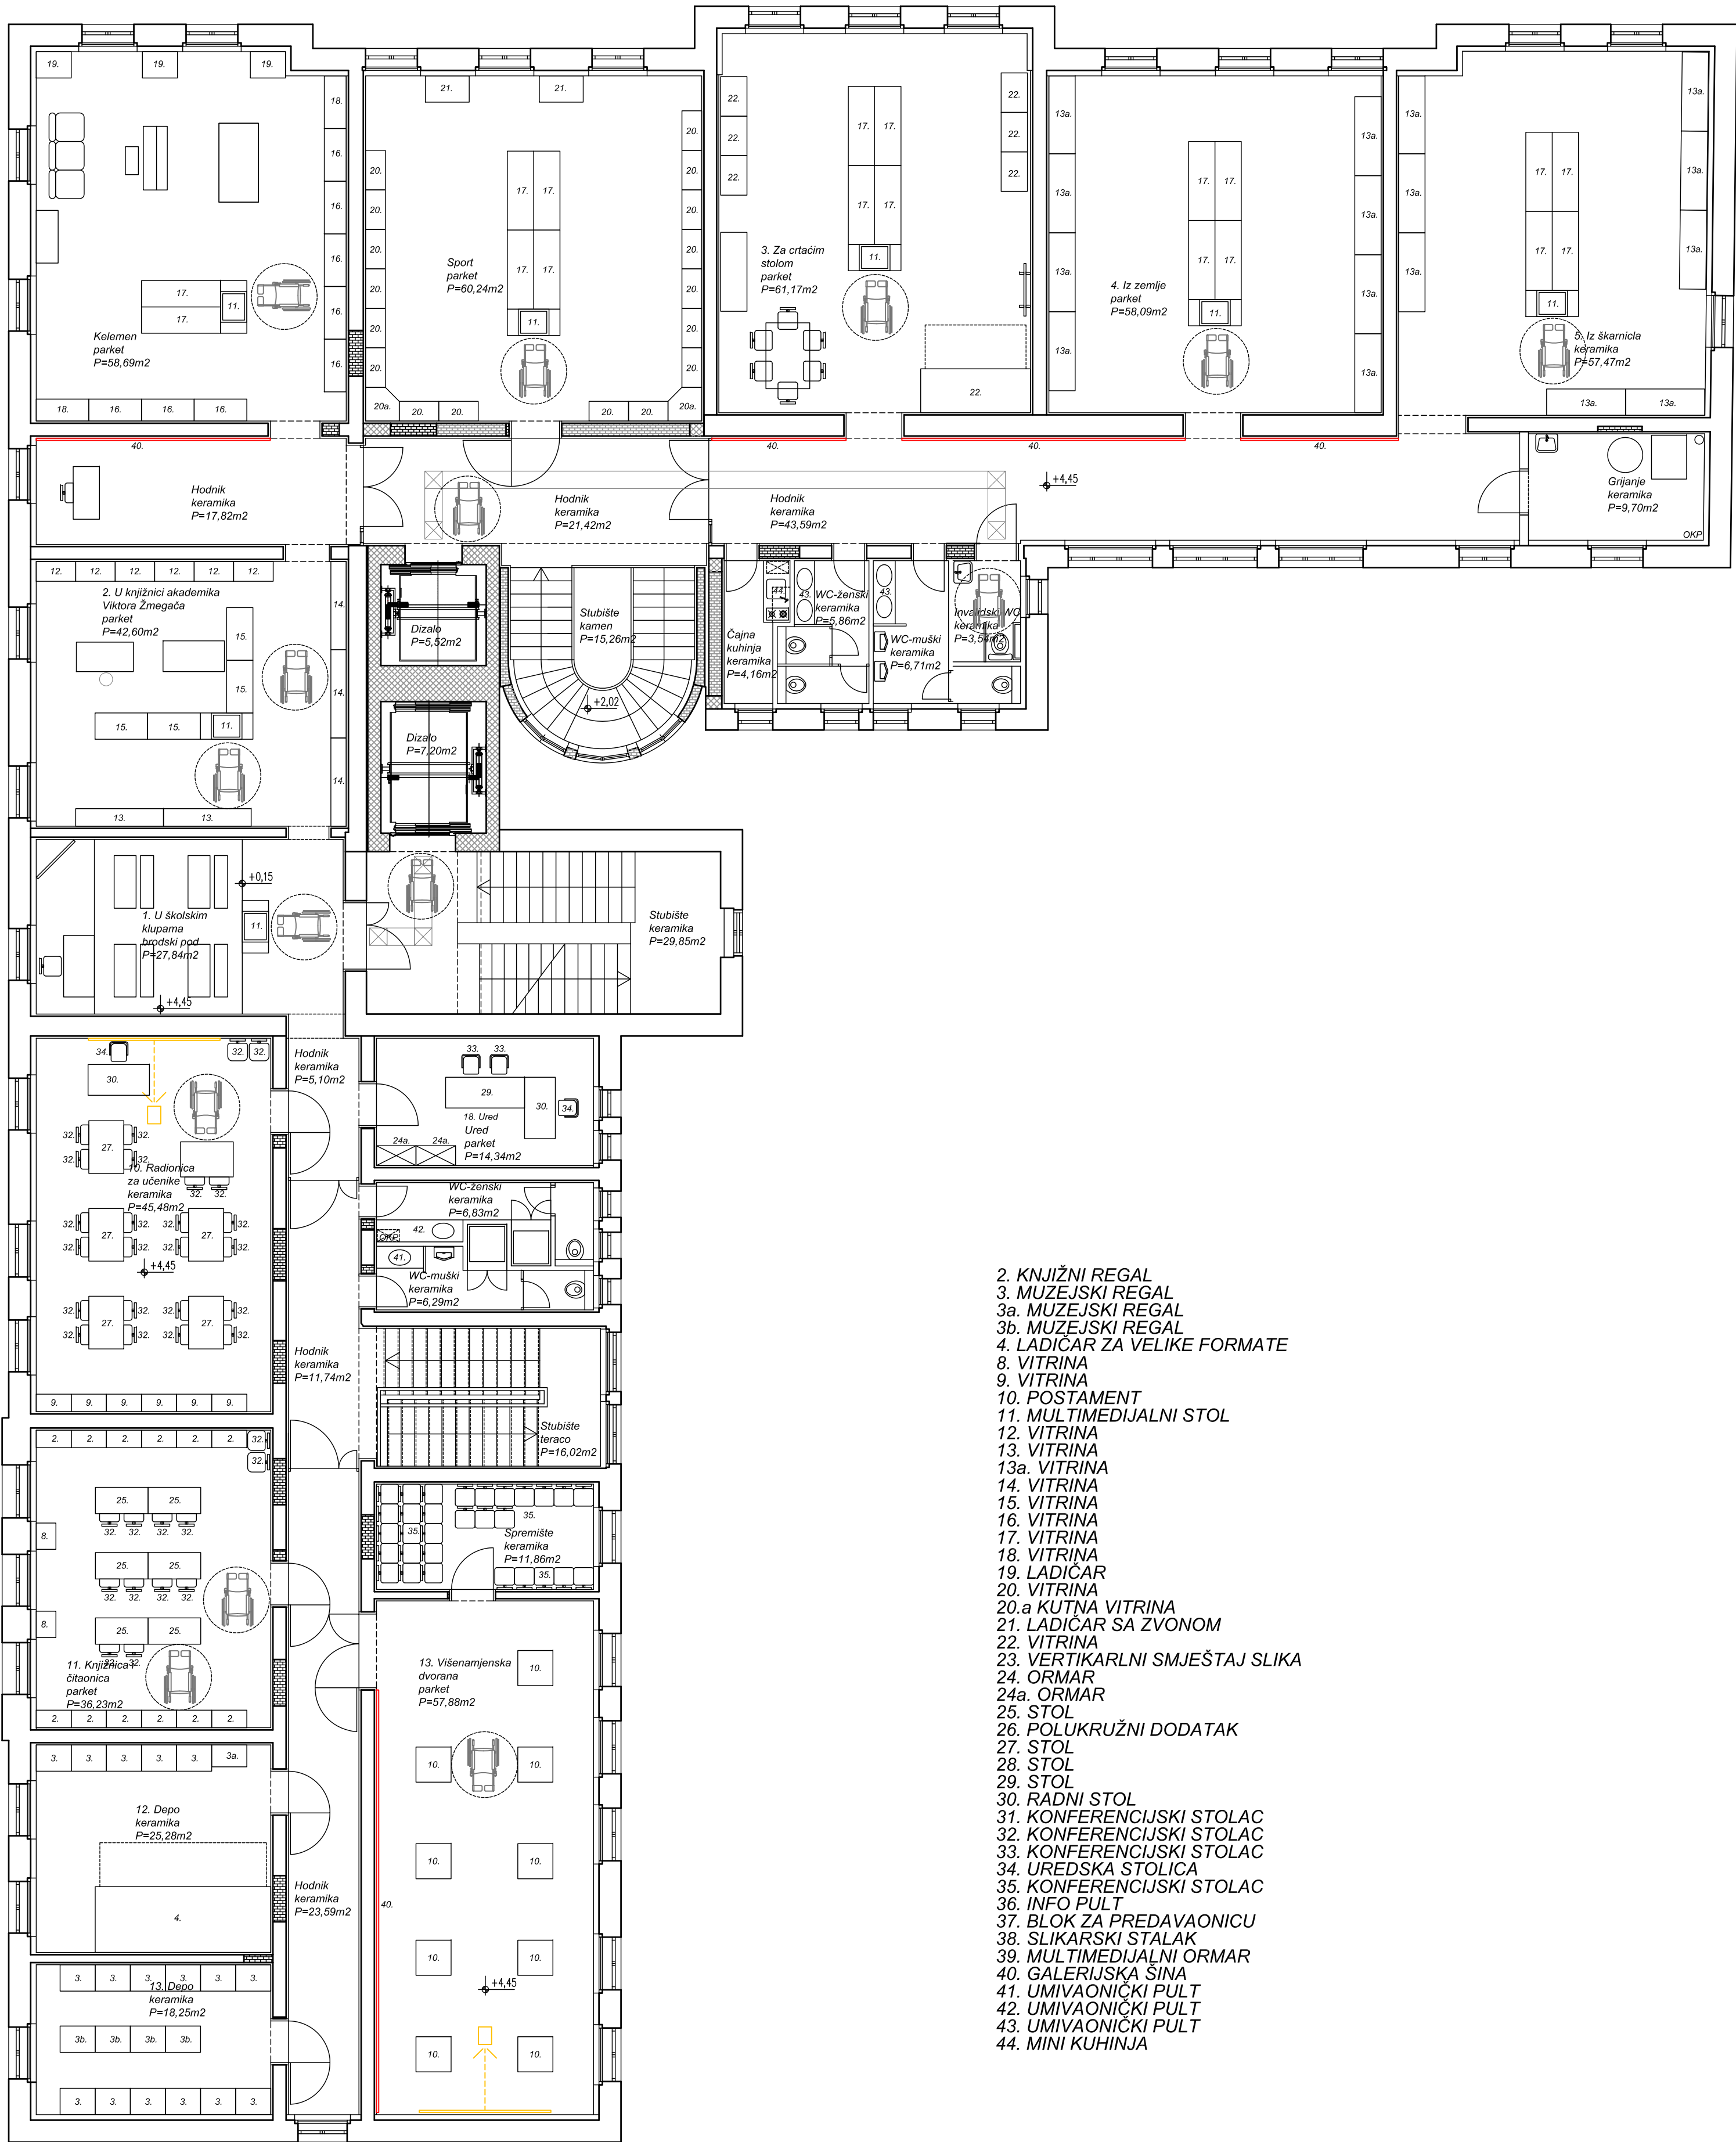 19.
19.
19.
18.
16.
16.
16.
16.
16.
17.
17.
11.
Kelemen
parket
P=58,69m2
18.
16.
16.
16.
21.
21.
20.
20.
20.
20.
20.
20.
20.
20.
20.
20.
20.
20.
20.
17.
17.
17.
17.
11.
Sport
parket
P=60,24m2
20a.
20.
20.
20.
20.
20a.
22.
22.
22.
22.
22.
22.
17.
17.
17.
17.
11.
3. Za crtaćim
stolom
parket
P=61,17m2
22.
13a.
13a.
13a.
13a.
13a.
13a.
13a.
13a.
17.
17.
17.
17.
11.
4. Iz zemlje
parket
P=58,09m2
13a.
13a.
13a.
13a.
13a.
13a.
17.
17.
17.
17.
11.
5. Iz škarnicla
keramika
P=57,47m2
13a.
13a.
40.
40.
40.
40.
Hodnik
keramika
P=17,82m2
Hodnik
keramika
P=21,42m2
Hodnik
keramika
P=43,59m2
+4,45
Grijanje
keramika
P=9,70m2
OKP
12.
12.
12.
12.
12.
12.
2. U knjižnici akademika
Viktora Žmegača
parket
P=42,60m2
14.
14.
14.
15.
15.
15.
15.
11.
13.
13.
Dizalo
P=5,52m2
Dizalo
P=7,20m2
Stubište
kamen
P=15,26m2
+2,02
44.
Čajna
kuhinja
keramika
P=4,16m2
43.
WC-ženski
keramika
P=5,86m2
43.
WC-muški
keramika
P=6,71m2
Invalidski WC
keramika
P=3,54m2
+0,15
1. U školskim
klupama
brodski pod
P=27,84m2
11.
+4,45
Stubište
keramika
P=29,85m2
34.
30.
32.
32.
32.
32.
32.
32.
27.
10. Radionica
za učenike
keramika
P=45,48m2
32.
32.
32.
32.
32.
32.
27.
32.
32.
32.
32.
27.
+4,45
32.
32.
32.
32.
27.
32.
32.
32.
32.
27.
9.
9.
9.
9.
9.
9.
Hodnik
keramika
P=5,10m2
33.
33.
29.
30.
34.
18. Ured
Ured
parket
P=14,34m2
24a.
24a.
WC-ženski
keramika
P=6,83m2
OKP
42.
41.
WC-muški
keramika
P=6,29m2
Hodnik
keramika
P=11,74m2
Stubište
teraco
P=16,02m2
2.
2.
2.
2.
2.
2.
32.
32.
25.
25.
32.
32.
32.
32.
8.
25.
25.
32.
32.
32.
32.
8.
25.
25.
32.
32.
11. Knjižnica i
čitaonica
parket
P=36,23m2
2.
2.
2.
2.
2.
2.
35.
35.
35.
Spremište
keramika
P=11,86m2
3.
3.
3.
3.
3.
3a.
12. Depo
keramika
P=25,28m2
4.
Hodnik
keramika
P=23,59m2
13. Višenamjenska
dvorana
parket
P=57,88m2
10.
10.
10.
10.
10.
10.
10.
10.
10.
40.
+4,45
3.
3.
3.
3.
3.
3.
13. Depo
keramika
P=18,25m2
3b.
3b.
3b.
3b.
3.
3.
3.
3.
3.
3.
2. KNJIŽNI REGAL
3. MUZEJSKI REGAL
3a. MUZEJSKI REGAL
3b. MUZEJSKI REGAL
4. LADIČAR ZA VELIKE FORMATE
8. VITRINA
9. VITRINA
10. POSTAMENT
11. MULTIMEDIJALNI STOL
12. VITRINA
13. VITRINA
13a. VITRINA
14. VITRINA
15. VITRINA
16. VITRINA
17. VITRINA
18. VITRINA
19. LADIČAR
20. VITRINA
20.a KUTNA VITRINA
21. LADIČAR SA ZVONOM
22. VITRINA
23. VERTIKARLNI SMJEŠTAJ SLIKA
24. ORMAR
24a. ORMAR
25. STOL
26. POLUKRUŽNI DODATAK
27. STOL
28. STOL
29. STOL
30. RADNI STOL
31. KONFERENCIJSKI STOLAC
32. KONFERENCIJSKI STOLAC
33. KONFERENCIJSKI STOLAC
34. UREDSKA STOLICA
35. KONFERENCIJSKI STOLAC
36. INFO PULT
37. BLOK ZA PREDAVAONICU
38. SLIKARSKI STALAK
39. MULTIMEDIJALNI ORMAR
40. GALERIJSKA ŠINA
41. UMIVAONIČKI PULT
42. UMIVAONIČKI PULT
43. UMIVAONIČKI PULT
44. MINI KUHINJA